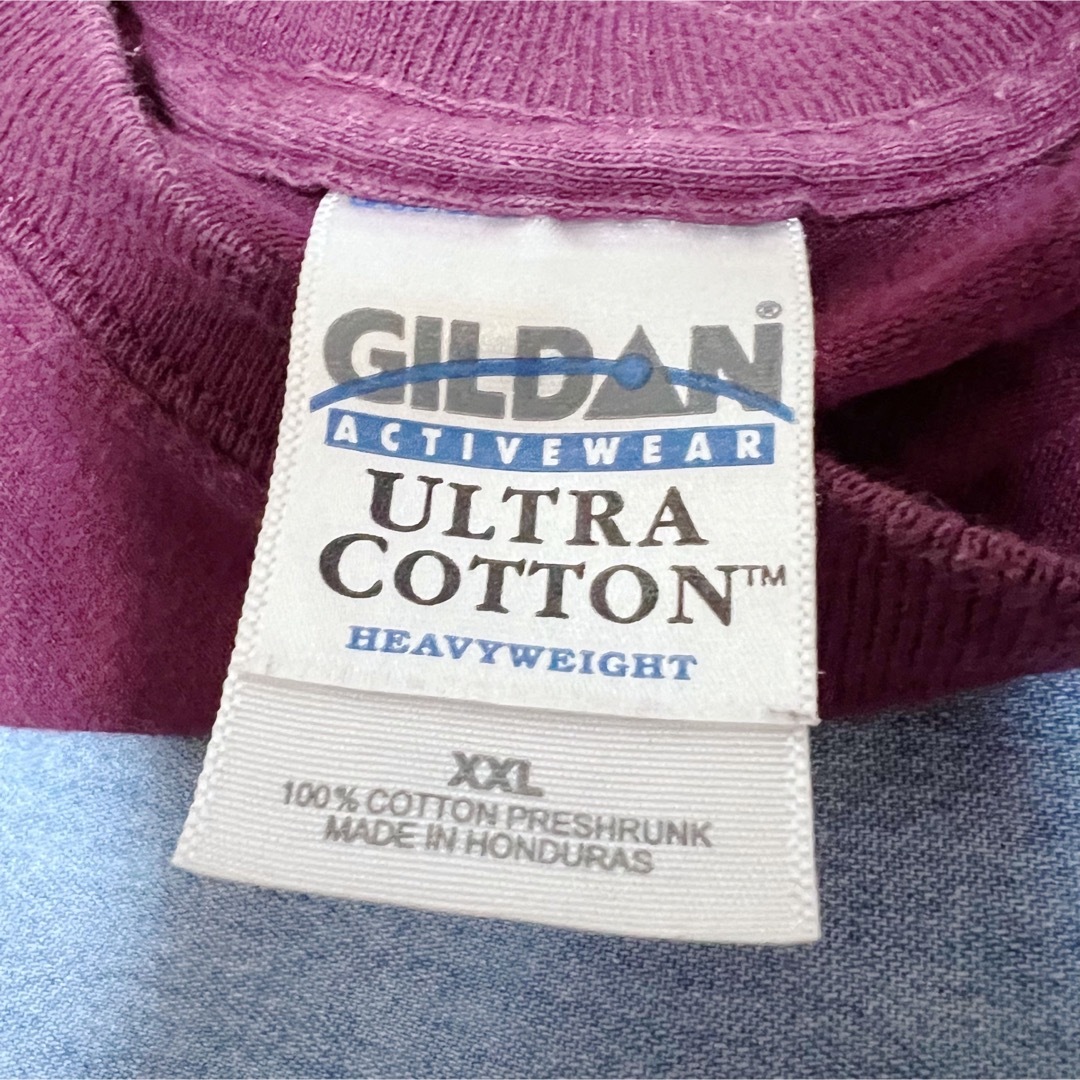 GILDAN®
ACTIVEWEAR
ULTRA
COTTON™
HEAVYWEIGHT
XXL
100% COTTON PRESHRUNK
MADE IN HONDURAS